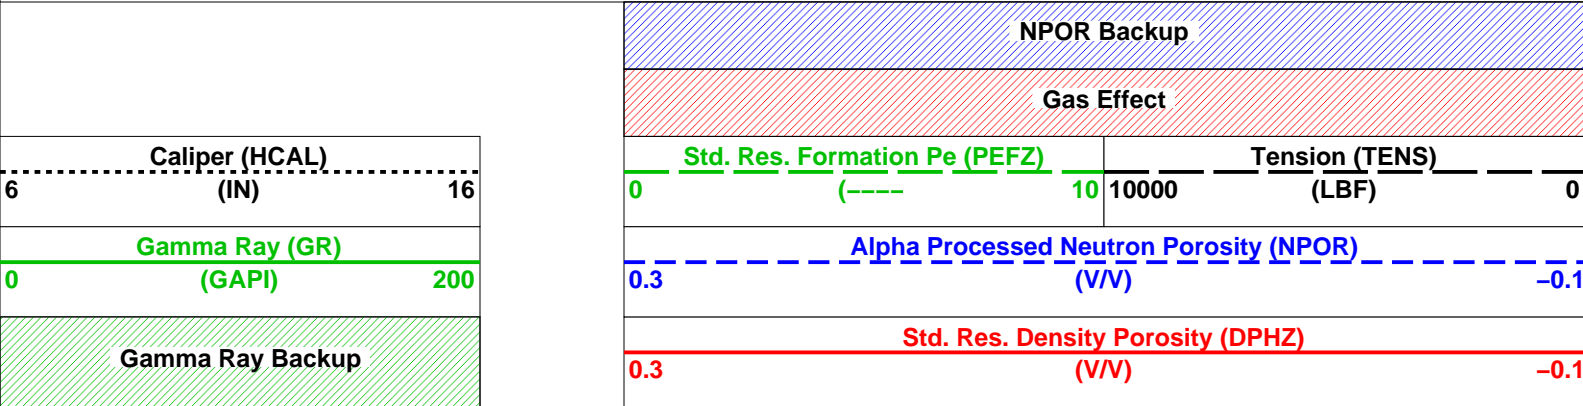 NPOR Backup
Gas Effect
Caliper (HCAL)
6 (IN) 16
Std. Res. Formation Pe (PEFZ)
0 (−−−− 10
Tension (TENS)
10000 (LBF) 0
Gamma Ray (GR)
0 (GAPI) 200
Alpha Processed Neutron Porosity (NPOR)
0.3 (V/V) −0.1
Gamma Ray Backup
Std. Res. Density Porosity (DPHZ)
0.3 (V/V) −0.1